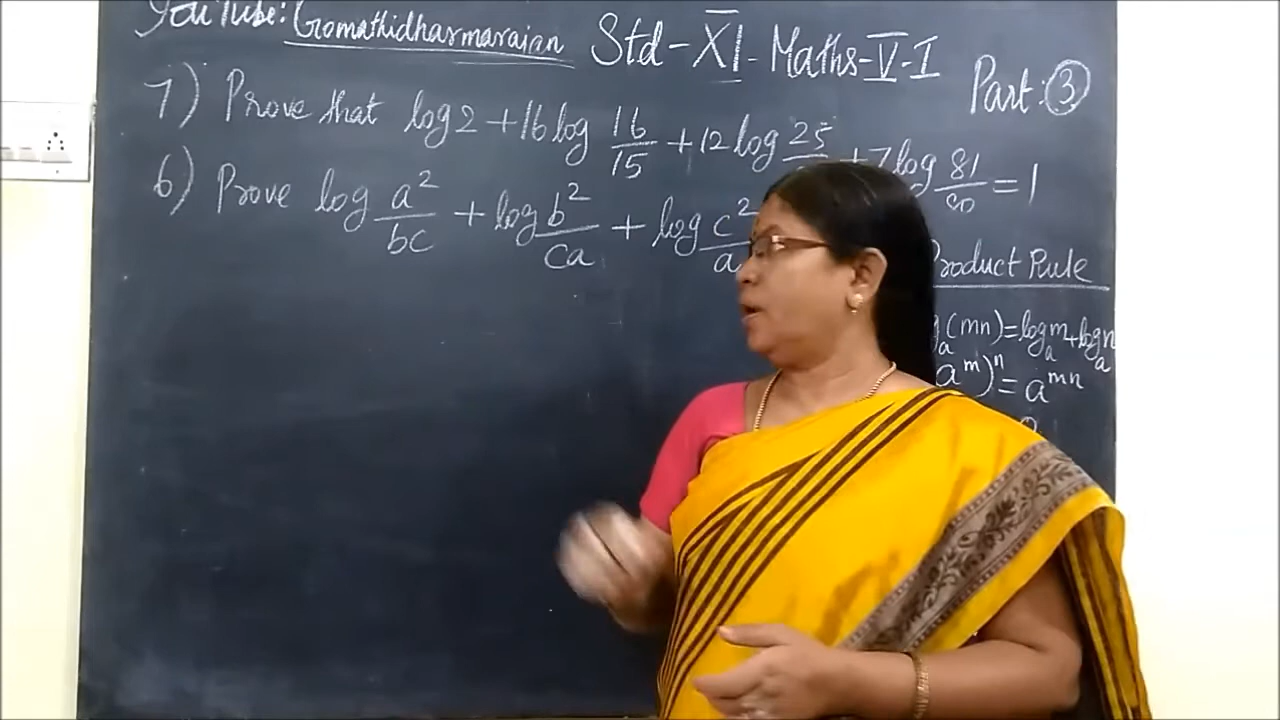 YouTube: Gomathidharmarajan Std-XI-Maths-V-I
Part: 3
7) Prove that log 2 + 16 log 16/15 + 12 log 25/ + 7 log 81/80 = 1
6) Prove log a²/bc + log b²/ca + log c²/a
Product Rule
(mn) = log_a m + log_a n
a^m)^n = a^mn